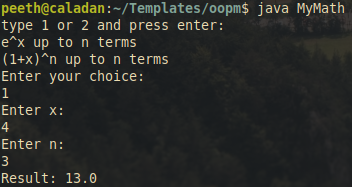 peeth@caladan:~/Templates/oopm$ java MyMath
type 1 or 2 and press enter:
e^x up to n terms
(1+x)^n up to n terms
Enter your choice:
1
Enter x:
4
Enter n:
3
Result: 13.0